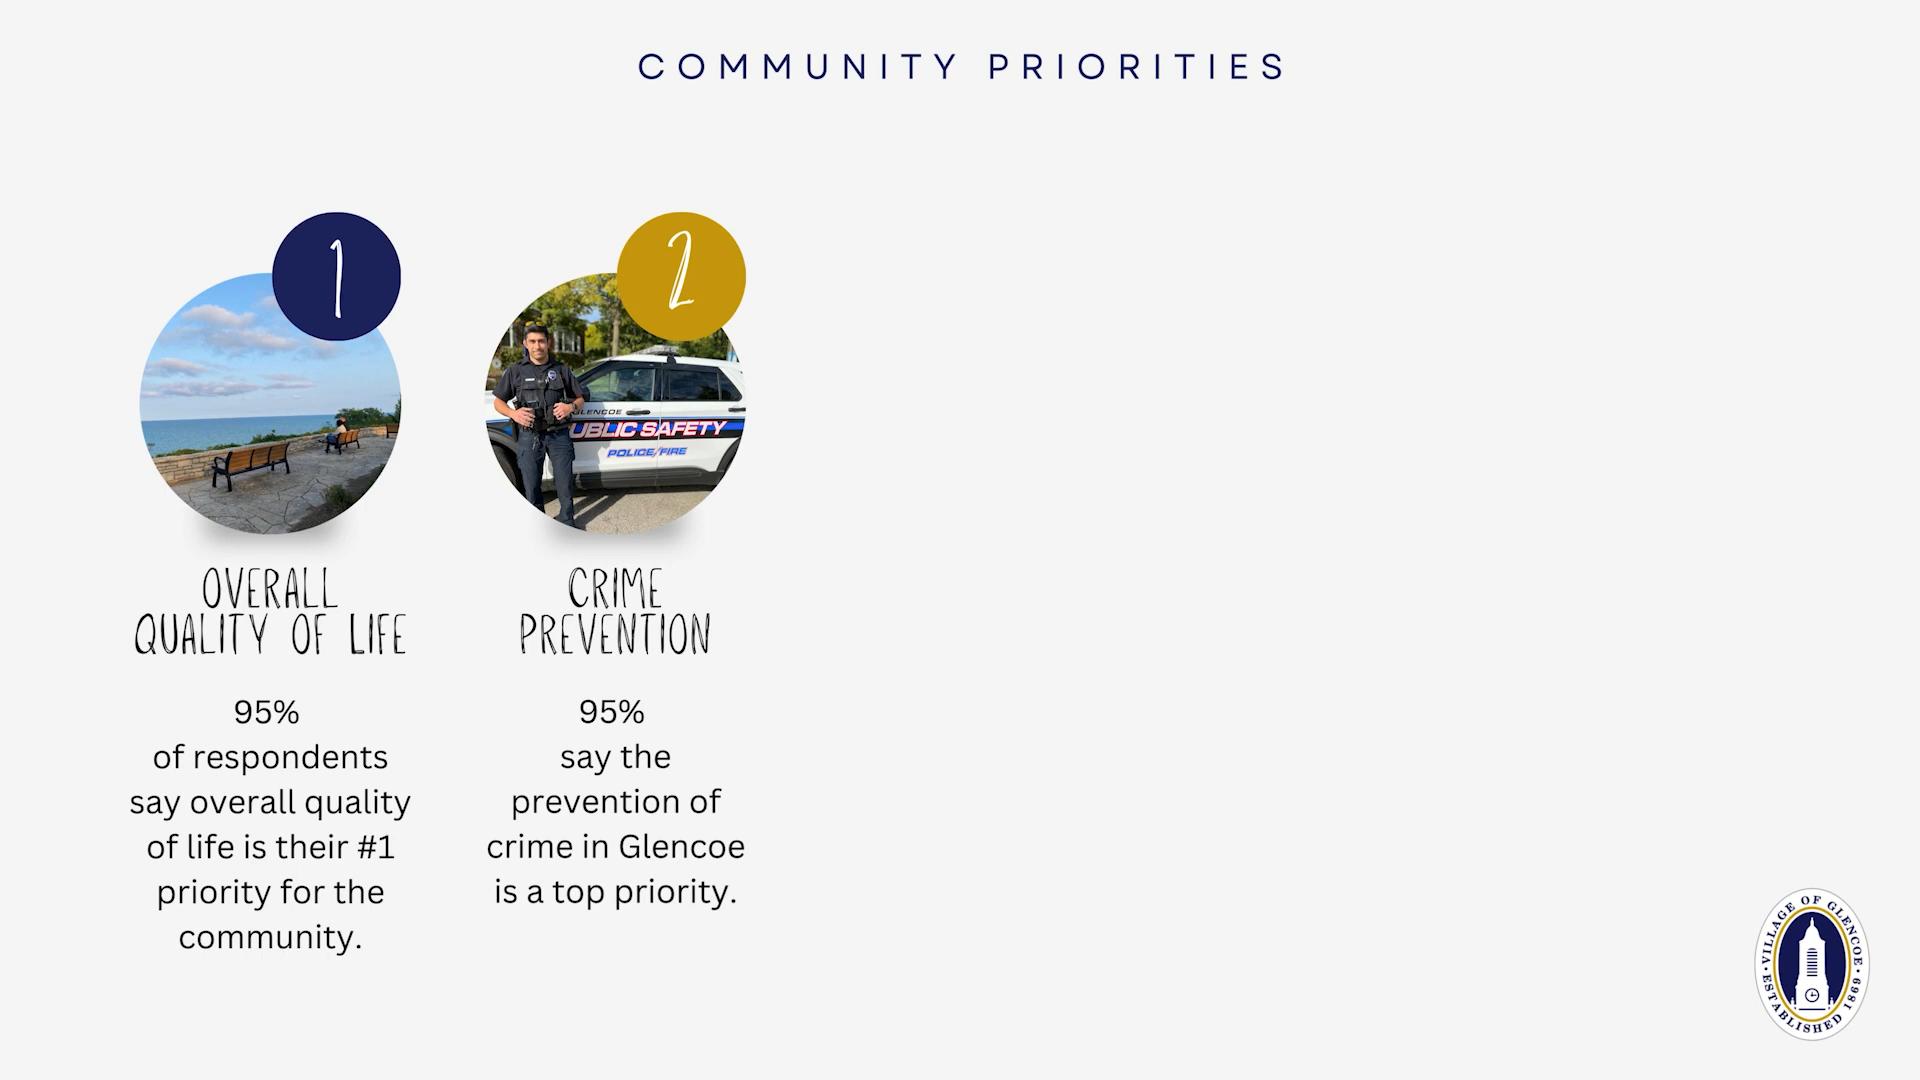 COMMUNITY PRIORITIES
1
2
GLENCOE
UBLIC SAFETY
POLICE/FIRE
OVERALL
QUALITY OF LIFE
CRIME
PREVENTION
95%
of respondents
say overall quality
of life is their #1
priority for the
community.
95%
say the
prevention of
crime in Glencoe
is a top priority.
VILLAGE OF GLENCOE
ESTABLISHED 1869